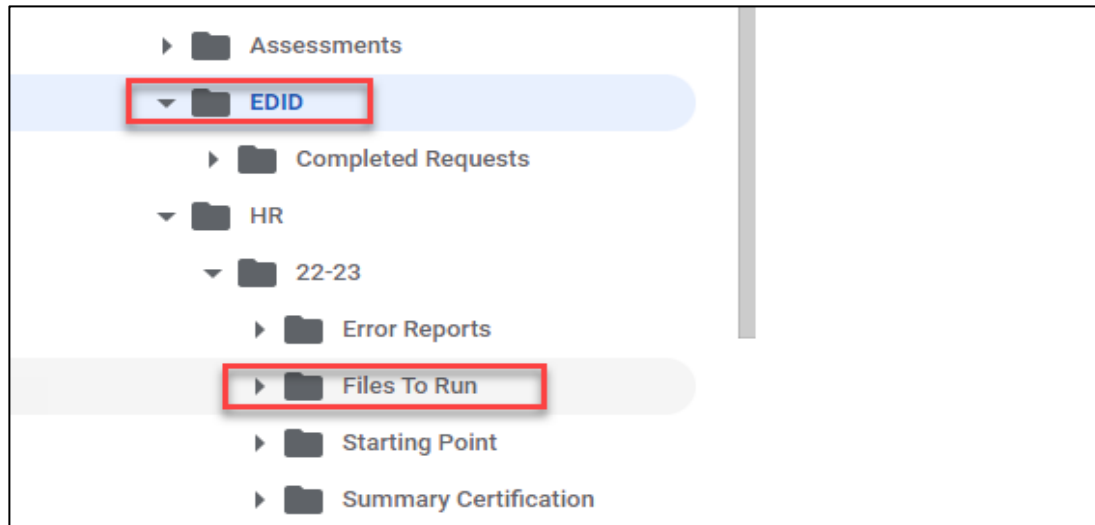 Assessments
EDID
Completed Requests
HR
22-23
Error Reports
Files To Run
Starting Point
Summary Certification